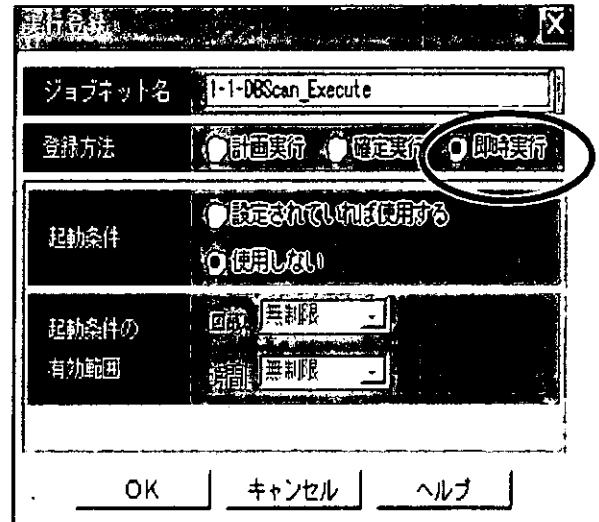 実行登録
ジョブネット名 1-1-DBScan_Execute
登録方法 計画実行 確定実行 即時実行
起動条件 設定されていれば使用する
使用しない
起動条件の有効範囲 回数 無制限
時間 無制限
OK キャンセル ヘルプ